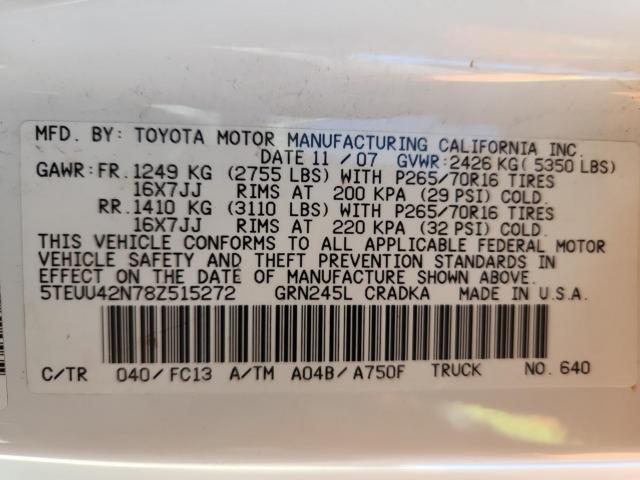 MFD. BY: TOYOTA MOTOR MANUFACTURING CALIFORNIA INC.
DATE 11 / 07 GVWR:2426 KG( 5350 LBS)
GAWR:FR.1249 KG (2755 LBS) WITH P265/70R16 TIRES
16X7JJ RIMS AT 200 KPA (29 PSI) COLD.
RR.1410 KG (3110 LBS) WITH P265/70R16 TIRES
16X7JJ RIMS AT 220 KPA (32 PSI) COLD.
THIS VEHICLE CONFORMS TO ALL APPLICABLE FEDERAL MOTOR
VEHICLE SAFETY AND THEFT PREVENTION STANDARDS IN
EFFECT ON THE DATE OF MANUFACTURE SHOWN ABOVE.
5TEUU42N78Z515272 GRN245L CRADKA MADE IN U.S.A.
C/TR 040/FC13 A/TM A04B/A750F TRUCK NO. 640